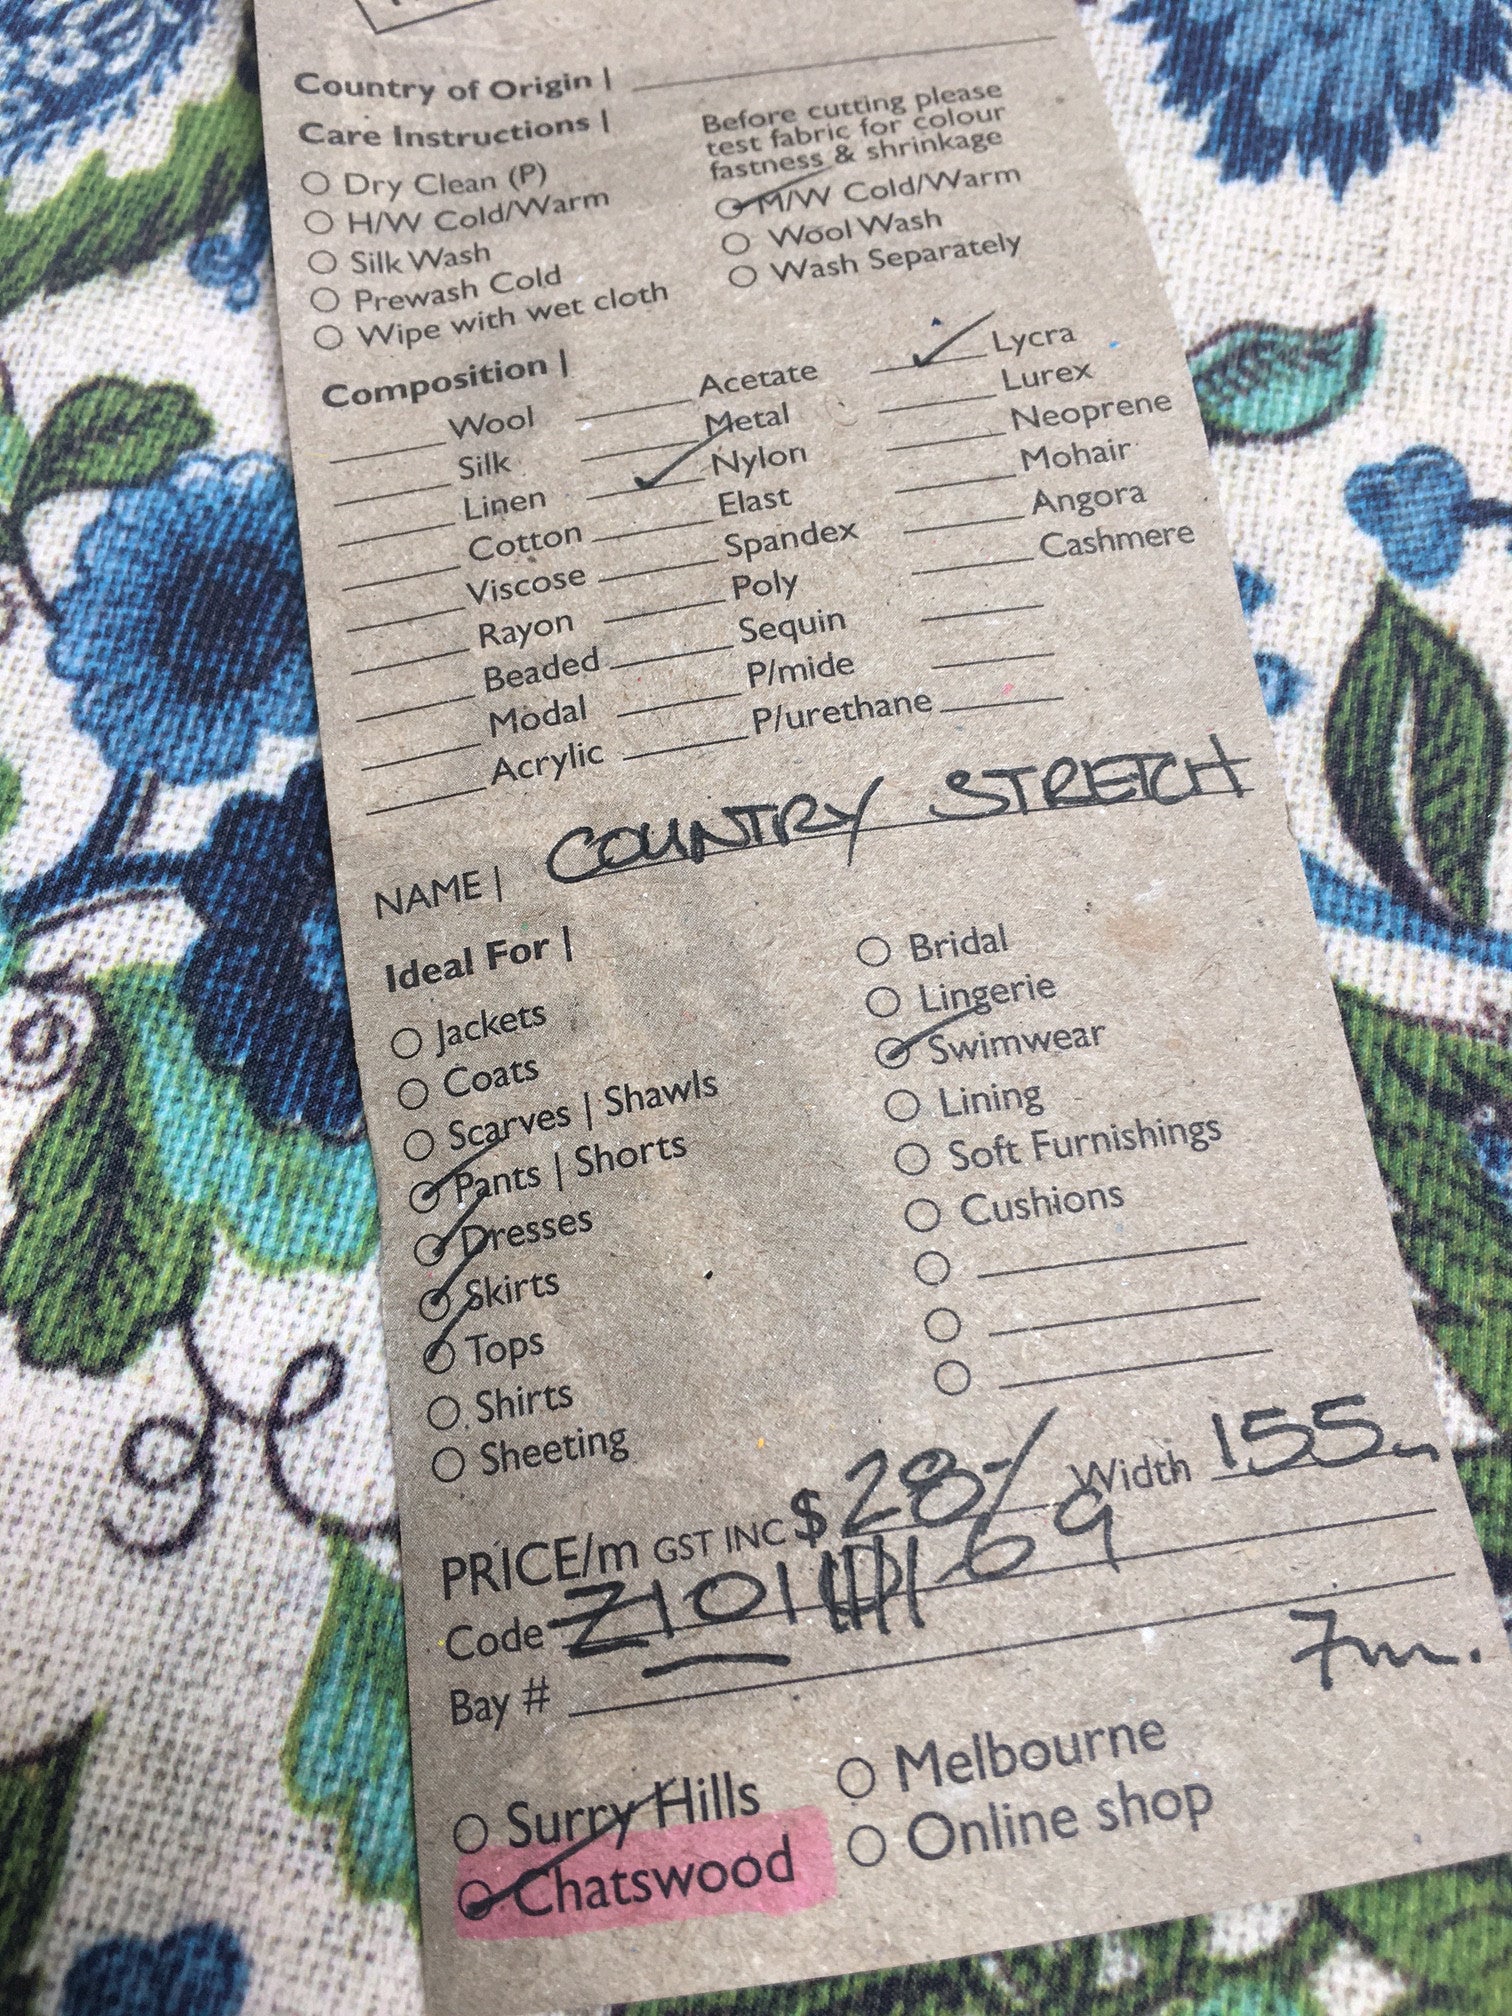 Country of Origin |
Care Instructions |
Before cutting please
test fabric for colour
fastness & shrinkage
Dry Clean (P)
H/W Cold/Warm
Silk Wash
Prewash Cold
Wipe with wet cloth
M/W Cold/Warm
Wool Wash
Wash Separately
Composition |
Wool
Silk
Linen
Cotton
Viscose
Rayon
Beaded
Modal
Acrylic
Acetate
Metal
Nylon
Elast
Spandex
Poly
Sequin
P/mide
P/urethane
Lycra
Lurex
Neoprene
Mohair
Angora
Cashmere
NAME | COUNTRY STRETCH
Ideal For |
Jackets
Coats
Scarves | Shawls
Pants | Shorts
Dresses
Skirts
Tops
Shirts
Sheeting
Bridal
Lingerie
Swimwear
Lining
Soft Furnishings
Cushions
PRICE/m GST INC $28-/ Width 155
Code
Bay #
7m.
Surry Hills
Chatswood
Melbourne
Online shop